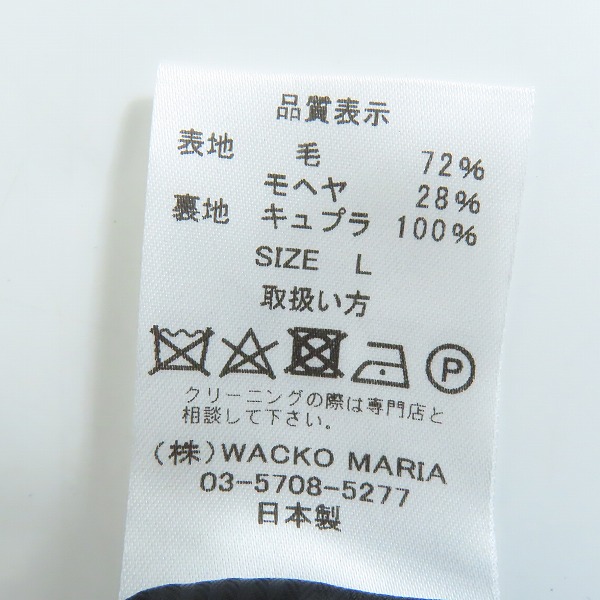 品質表示
表地 毛 72%
モヘヤ 28%
裏地 キュプラ 100%
SIZE L
取扱い方
P
クリーニングの際は専門店と
相談して下さい。
(株)WACKO MARIA
03-5708-5277
日本製